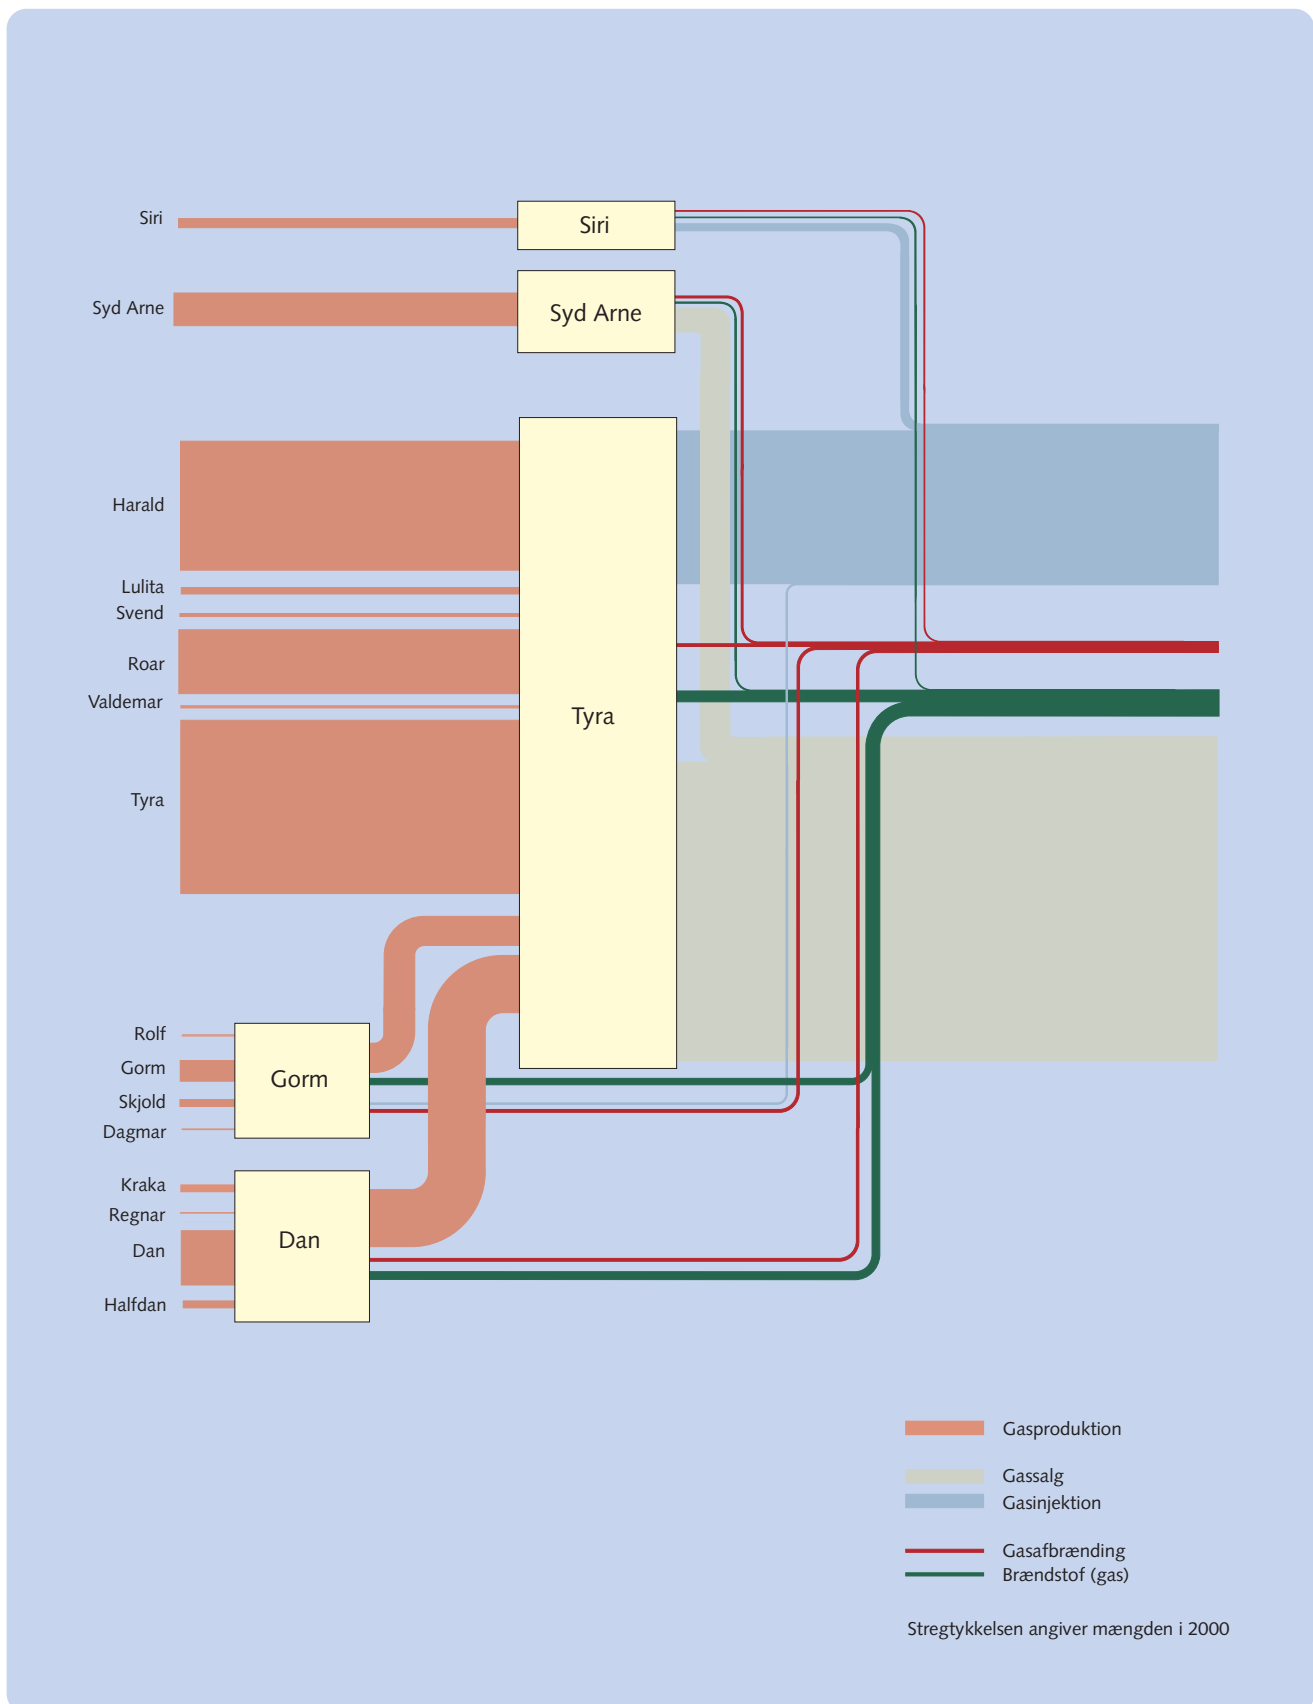 Siri
Siri
Syd Arne
Syd Arne
Harald
Lulita
Svend
Roar
Valdemar
Tyra
Tyra
Rolf
Gorm
Skjold
Dagmar
Gorm
Kraka
Regnar
Dan
Halfdan
Dan
Gasproduktion
Gassalg
Gasinjektion
Gasafbrænding
Brændstof (gas)
Stregtykkelsen angiver mængden i 2000